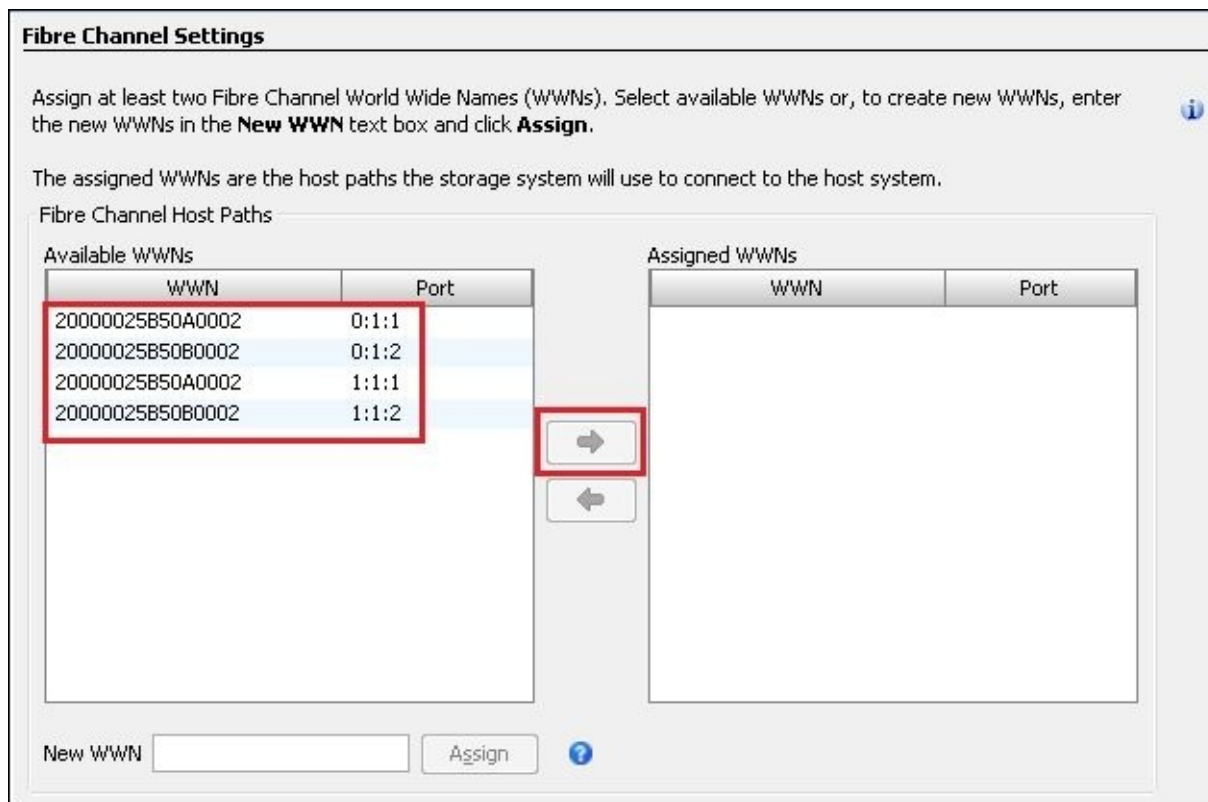 Fibre Channel Settings
Assign at least two Fibre Channel World Wide Names (WWNs). Select available WWNs or, to create new WWNs, enter
the new WWNs in the New WWN text box and click Assign.
The assigned WWNs are the host paths the storage system will use to connect to the host system.
Fibre Channel Host Paths
Available WWNs
WWN Port
20000025B50A0002 0:1:1
20000025B50B0002 0:1:2
20000025B50A0002 1:1:1
20000025B50B0002 1:1:2
Assigned WWNs
WWN Port
New WWN Assign